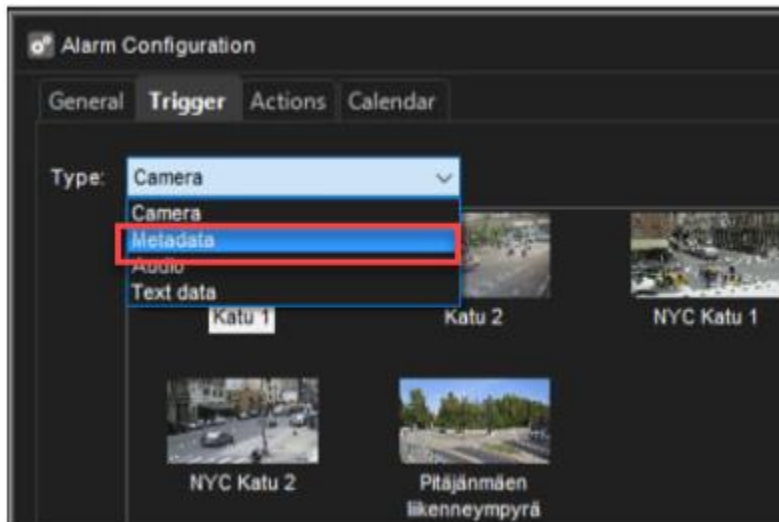 Alarm Configuration
General Trigger Actions Calendar
Type: Camera
Camera
Metadata
Audio
Text data
Katu 1 Katu 2 NYC Katu 1
NYC Katu 2 Pitäjänmäen
liikenneympyrä